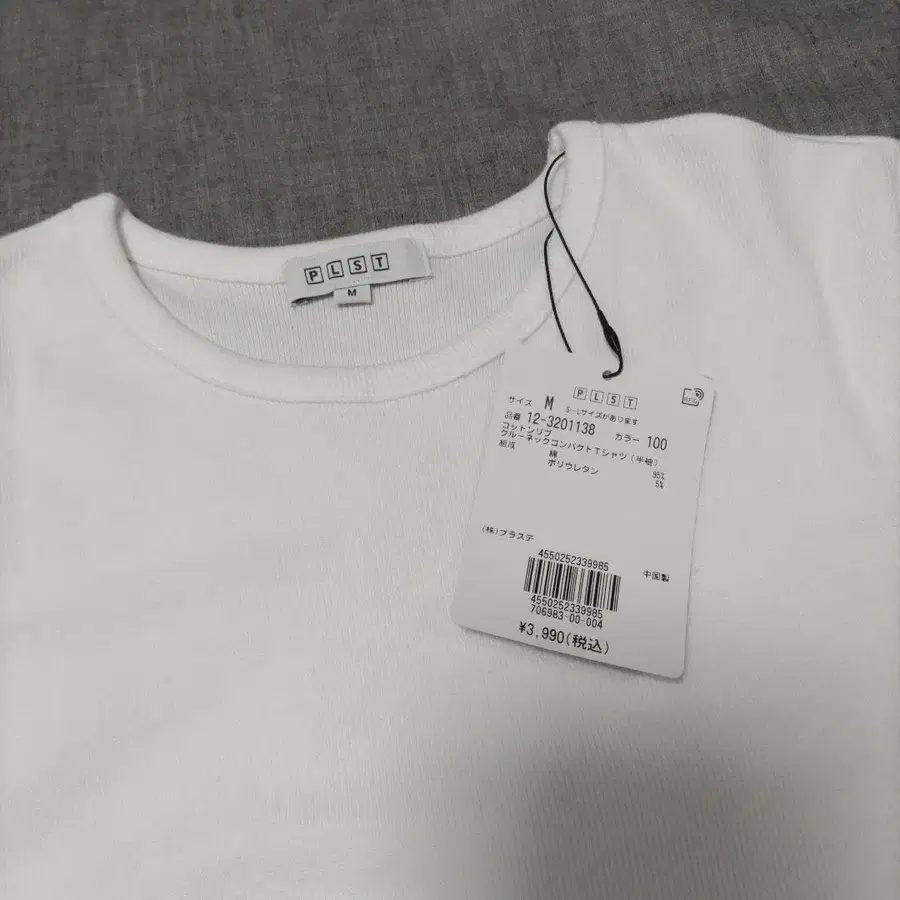 PLST
M
PLST
サイズ M S~Lサイズがあります
品番 12-3201138 カラー 100
コットンリブ
クルーネックコンパクトTシャツ(半袖)
組成 綿 95%
ポリウレタン 5%
(株)プラステ
4550252339985
中国製
4550252339985
706983-00-004
¥3,990(税込)